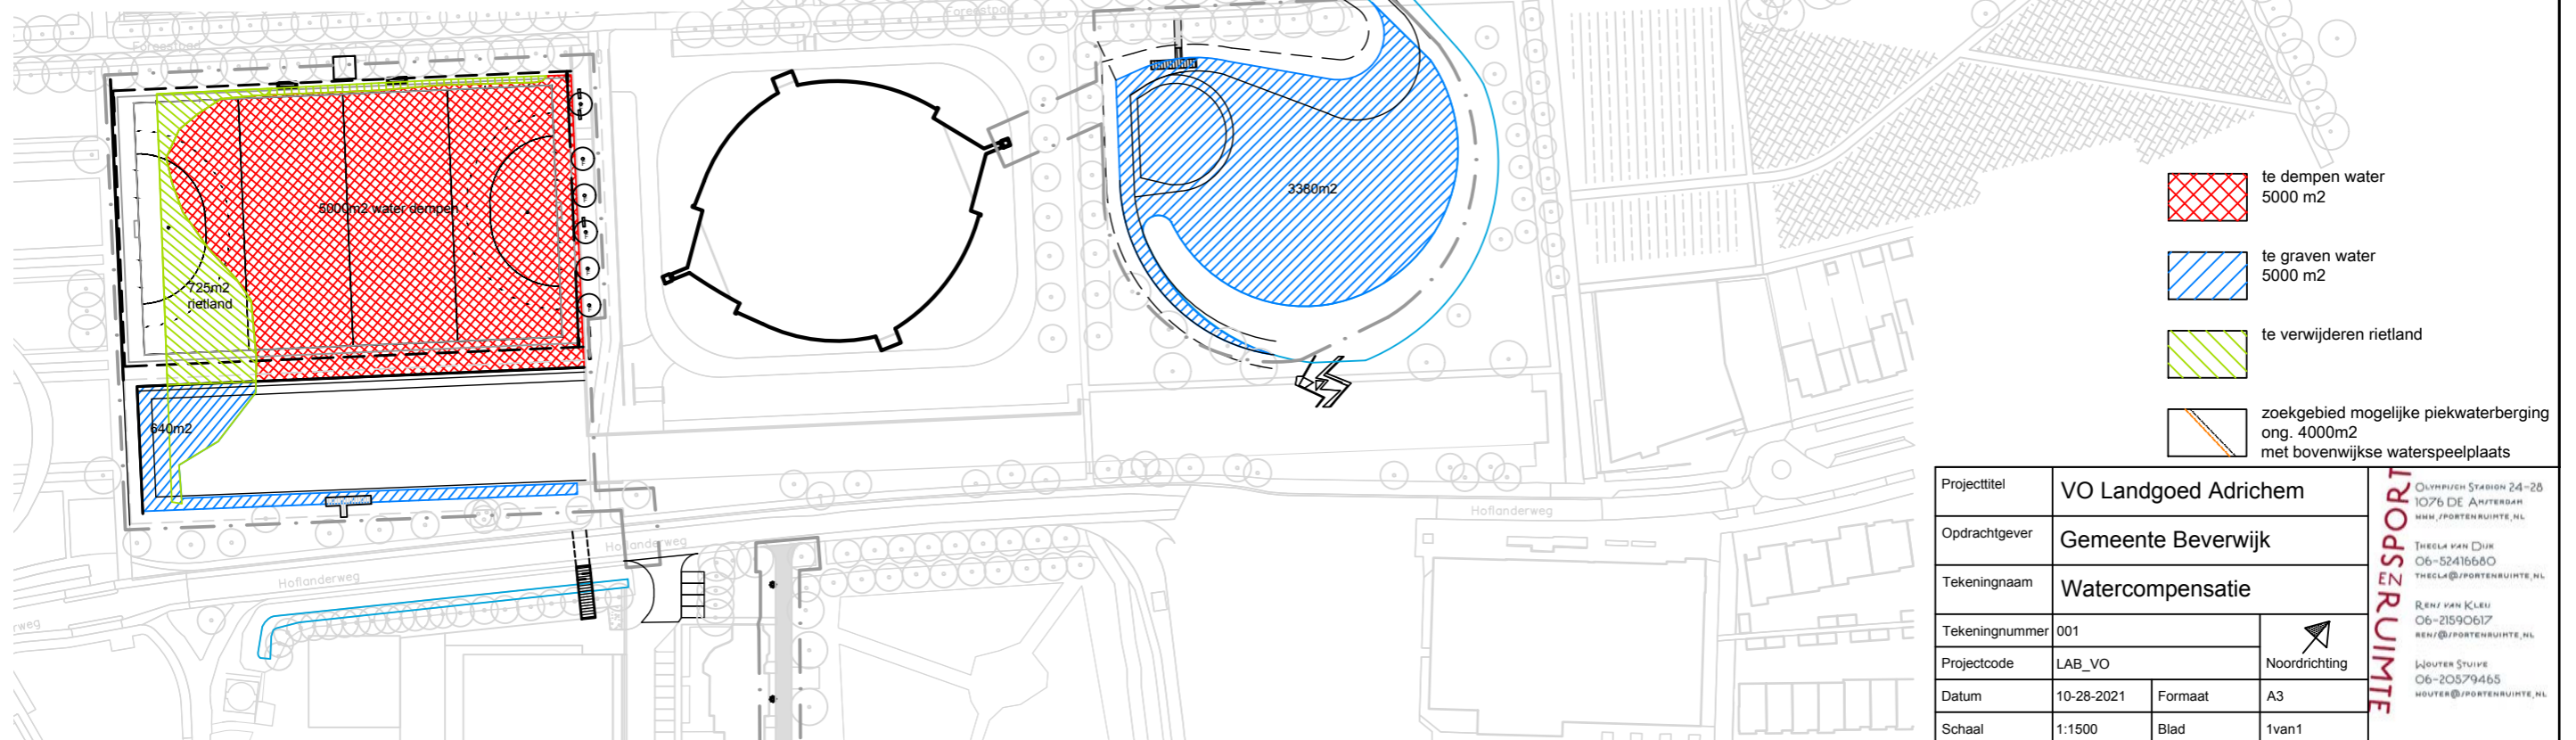 Foreestpad
Foreestpad
5000m2 water dempen
725m2
rietland
640m2
3380m2
Hoflanderweg
Hoflanderweg
Hoflanderweg
rweg
te dempen water
5000 m2
te graven water
5000 m2
te verwijderen rietland
zoekgebied mogelijke piekwaterberging
ong. 4000m2
met bovenwijkse waterspeelplaats
Projecttitel
VO Landgoed Adrichem
Opdrachtgever
Gemeente Beverwijk
Tekeningnaam
Watercompensatie
Tekeningnummer
001
Noordrichting
Projectcode
LAB_VO
Datum
10-28-2021
Formaat
A3
Schaal
1:1500
Blad
1van1
SPORT EN RUIMTE
Olympisch Stadion 24-28
1076 DE Amsterdam
www.sportenruimte.nl
Thecla van Dijk
06-52416680
thecla@sportenruimte.nl
Rens van Kleij
06-21590617
rens@sportenruimte.nl
Wouter Stuive
06-20579465
wouter@sportenruimte.nl